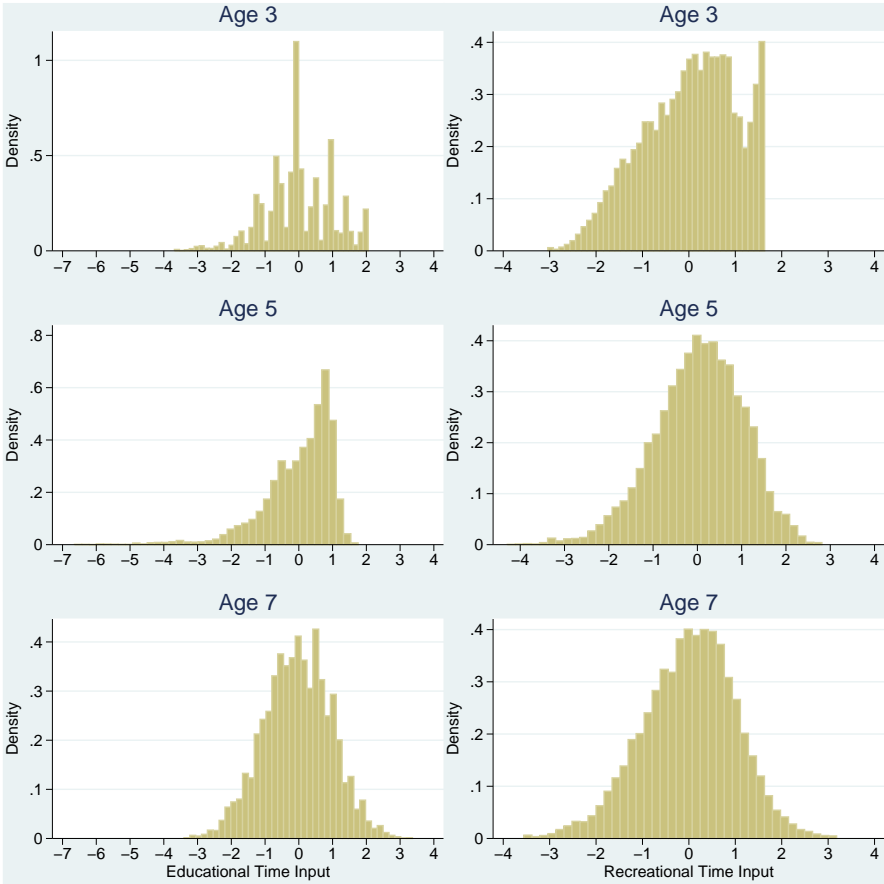 Age 3
Age 3
1
.5
0
Density
−7 −6 −5 −4 −3 −2 −1 0 1 2 3 4
.4
.3
.2
.1
0
Density
−4 −3 −2 −1 0 1 2 3 4
Age 5
Age 5
.8
.6
.4
.2
0
Density
−7 −6 −5 −4 −3 −2 −1 0 1 2 3 4
.4
.3
.2
.1
0
Density
−4 −3 −2 −1 0 1 2 3 4
Age 7
Age 7
.4
.3
.2
.1
0
Density
−7 −6 −5 −4 −3 −2 −1 0 1 2 3 4
Educational Time Input
.4
.3
.2
.1
0
Density
−4 −3 −2 −1 0 1 2 3 4
Recreational Time Input